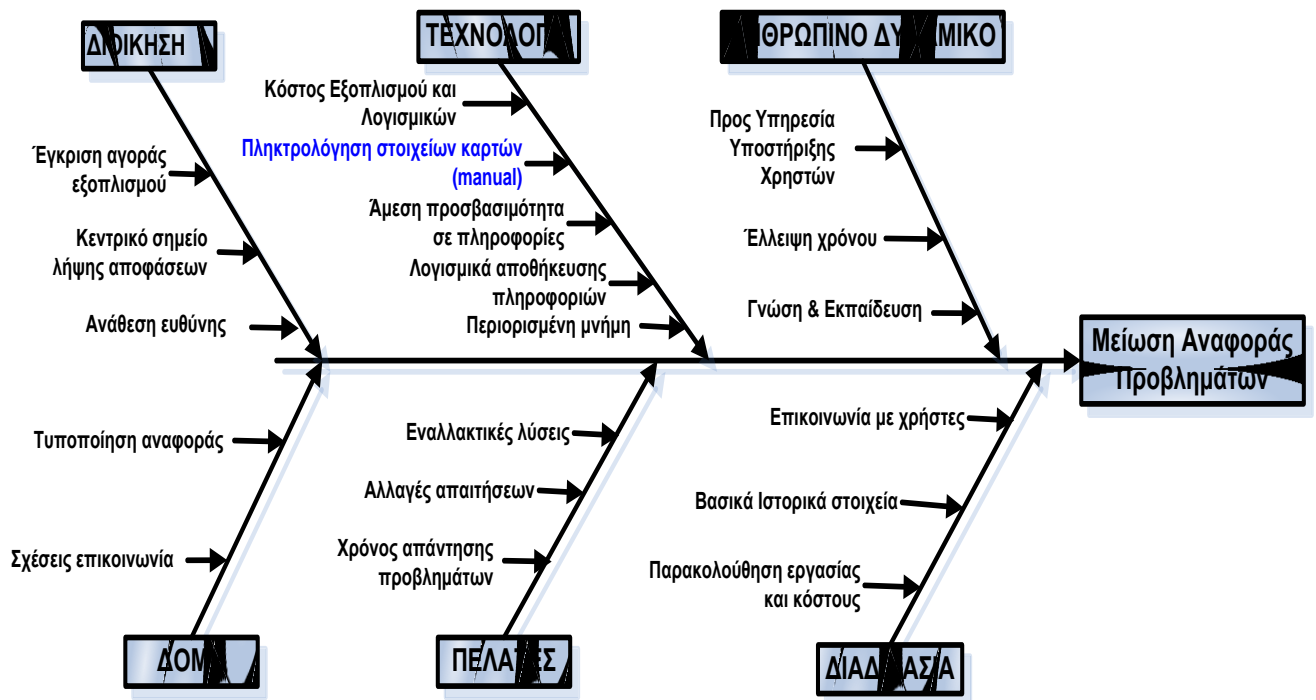 ΔΙΟΙΚΗΣΗ
Κόστος Εξοπλισμού και
Λογισμικών
Πληκτρολόγηση στοιχείων καρτών
(manual)
Άμεση προσβασιμότητα
σε πληροφορίες
Λογισμικά αποθήκευσης
πληροφοριών
Περιορισμένη μνήμη
Προς Υπηρεσία
Υποστήριξης
Χρηστών
Έλλειψη χρόνου
Γνώση & Εκπαίδευση
Έγκριση αγοράς
εξοπλισμού
Κεντρικό σημείο
λήψης αποφάσεων
Ανάθεση ευθύνης
Μείωση Αναφοράς
Προβλημάτων
Τυποποίηση αναφοράς
Σχέσεις επικοινωνία
Εναλλακτικές λύσεις
Αλλαγές απαιτήσεων
Χρόνος απάντησης
προβλημάτων
Επικοινωνία με χρήστες
Βασικά Ιστορικά στοιχεία
Παρακολούθηση εργασίας
και κόστους
ΠΕΛΑΤΕΣ